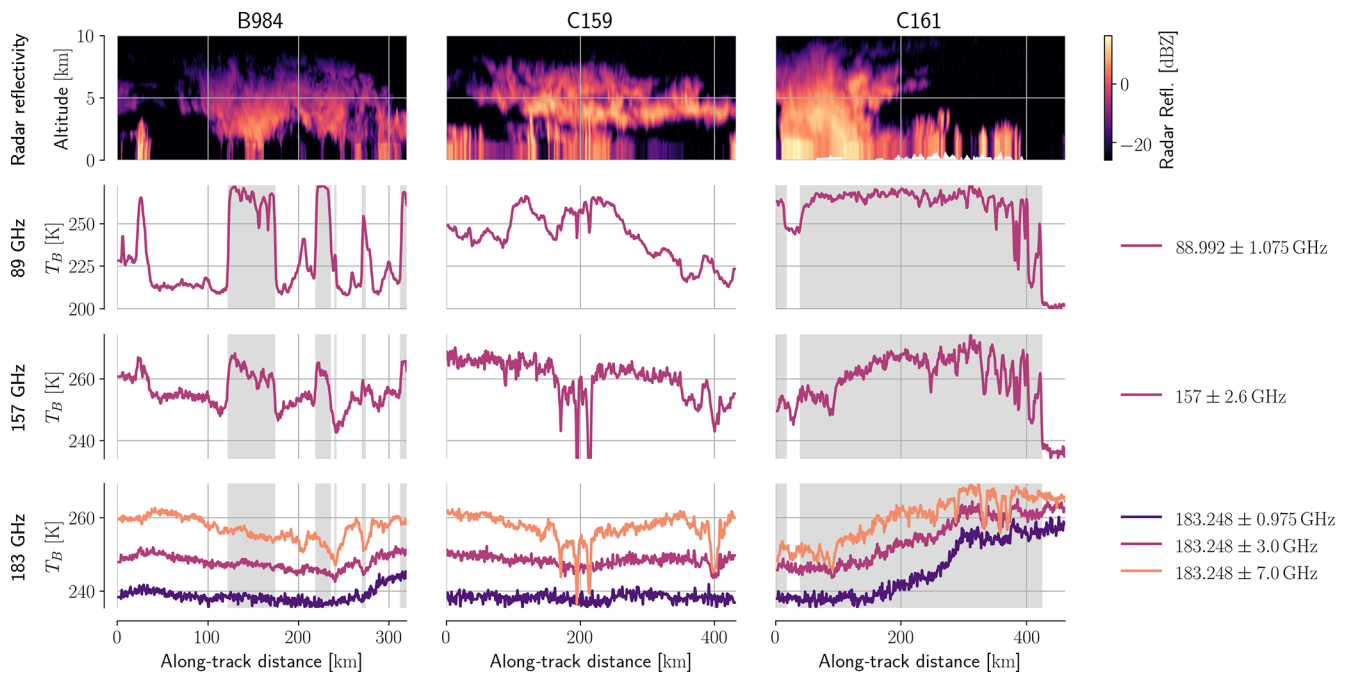 B984
C159
C161
Radar reflectivity
Altitude [km]
10
5
0
0
−20
Radar Refl. [dBZ]
89 GHz
T_B [K]
250
225
200
88.992 ± 1.075 GHz
157 GHz
T_B [K]
260
240
157 ± 2.6 GHz
183 GHz
T_B [K]
260
240
183.248 ± 0.975 GHz
183.248 ± 3.0 GHz
183.248 ± 7.0 GHz
0 100 200 300
0 200 400
0 200 400
Along-track distance [km]
Along-track distance [km]
Along-track distance [km]